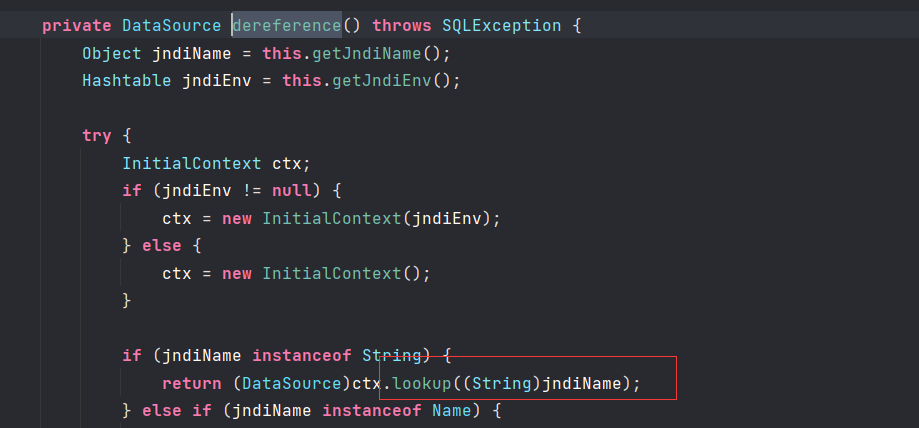 private DataSource dereference() throws SQLException {
Object jndiName = this.getJndiName();
Hashtable jndiEnv = this.getJndiEnv();
try {
InitialContext ctx;
if (jndiEnv != null) {
ctx = new InitialContext(jndiEnv);
} else {
ctx = new InitialContext();
}
if (jndiName instanceof String) {
return (DataSource)ctx.lookup((String)jndiName);
} else if (jndiName instanceof Name) {